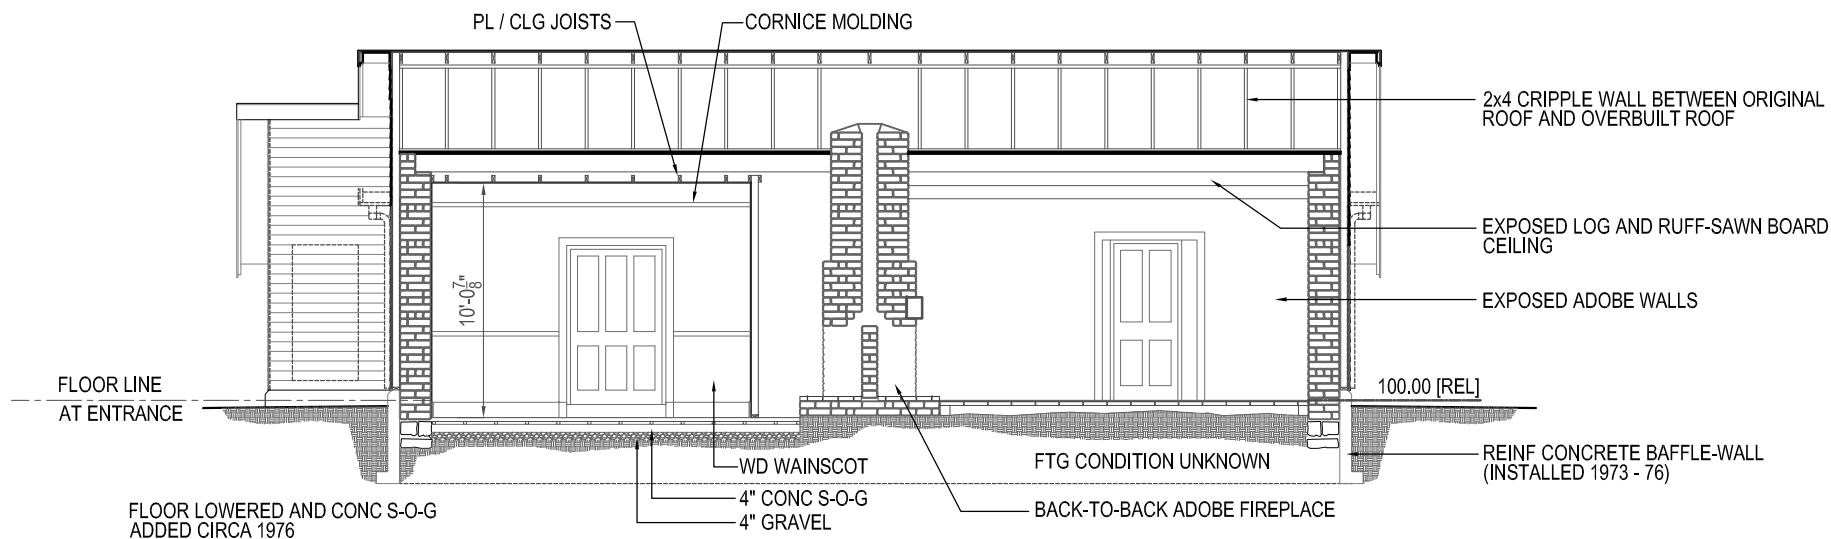 PL / CLG JOISTS
CORNICE MOLDING
2x4 CRIPPLE WALL BETWEEN ORIGINAL
ROOF AND OVERBUILT ROOF
EXPOSED LOG AND RUFF-SAWN BOARD
CEILING
10'-0 7/8"
EXPOSED ADOBE WALLS
FLOOR LINE
AT ENTRANCE
100.00 [REL]
WD WAINSCOT
FTG CONDITION UNKNOWN
REINF CONCRETE BAFFLE-WALL
(INSTALLED 1973 - 76)
4" CONC S-O-G
4" GRAVEL
BACK-TO-BACK ADOBE FIREPLACE
FLOOR LOWERED AND CONC S-O-G
ADDED CIRCA 1976